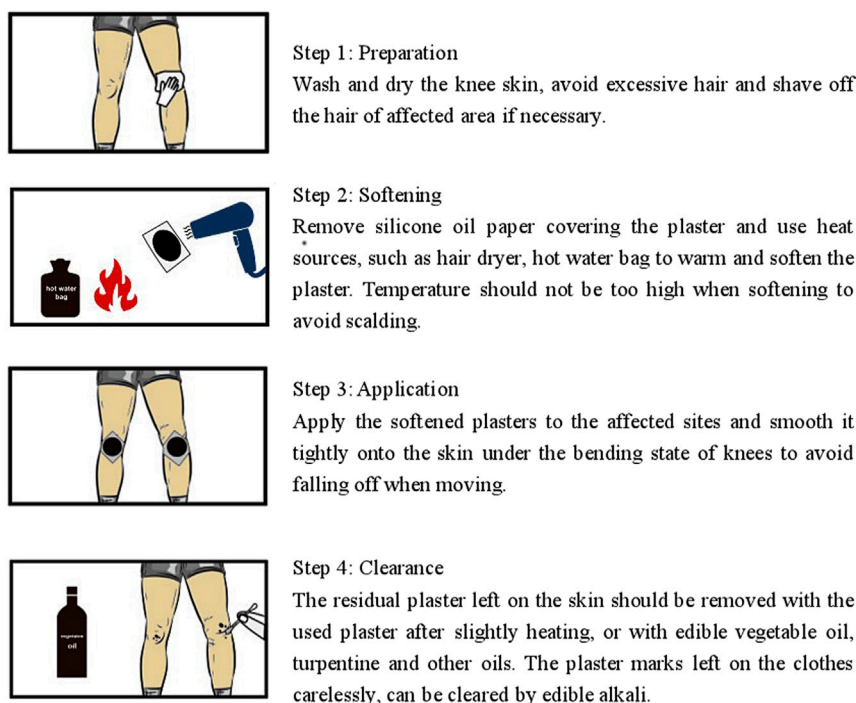 Step 1: Preparation
Wash and dry the knee skin, avoid excessive hair and shave off
the hair of affected area if necessary.
Step 2: Softening
Remove silicone oil paper covering the plaster and use heat
sources, such as hair dryer, hot water bag to warm and soften the
plaster. Temperature should not be too high when softening to
avoid scalding.
hot water
bag
Step 3: Application
Apply the softened plasters to the affected sites and smooth it
tightly onto the skin under the bending state of knees to avoid
falling off when moving.
Step 4: Clearance
The residual plaster left on the skin should be removed with the
used plaster after slightly heating, or with edible vegetable oil,
turpentine and other oils. The plaster marks left on the clothes
carelessly, can be cleared by edible alkali.
vegetable
oil